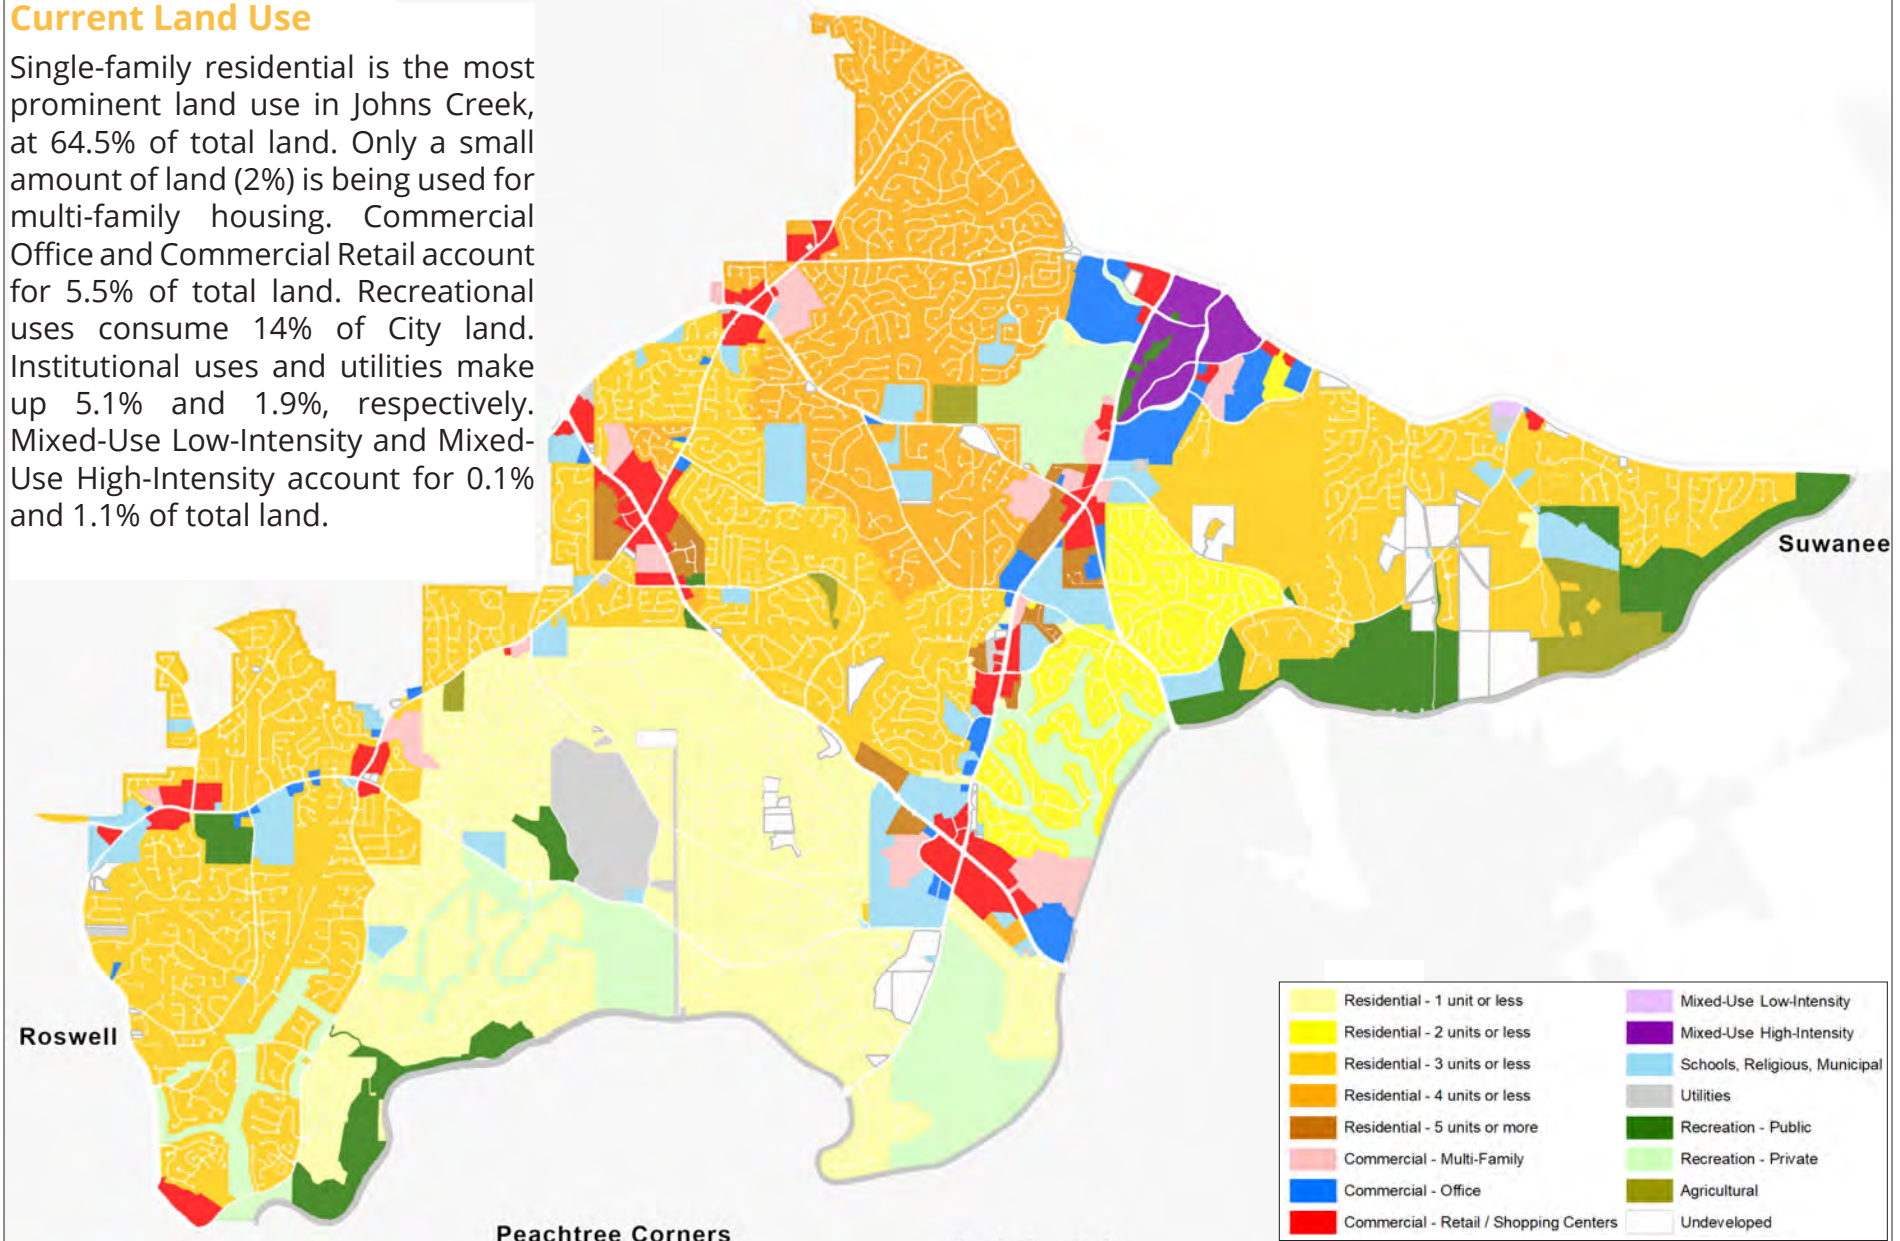 Current Land Use
Single-family residential is the most
prominent land use in Johns Creek,
at 64.5% of total land. Only a small
amount of land (2%) is being used for
multi-family housing. Commercial
Office and Commercial Retail account
for 5.5% of total land. Recreational
uses consume 14% of City land.
Institutional uses and utilities make
up 5.1% and 1.9%, respectively.
Mixed-Use Low-Intensity and Mixed-
Use High-Intensity account for 0.1%
and 1.1% of total land.
Suwanee
Roswell
Peachtree Corners
Residential - 1 unit or less
Residential - 2 units or less
Residential - 3 units or less
Residential - 4 units or less
Residential - 5 units or more
Commercial - Multi-Family
Commercial - Office
Commercial - Retail / Shopping Centers
Mixed-Use Low-Intensity
Mixed-Use High-Intensity
Schools, Religious, Municipal
Utilities
Recreation - Public
Recreation - Private
Agricultural
Undeveloped